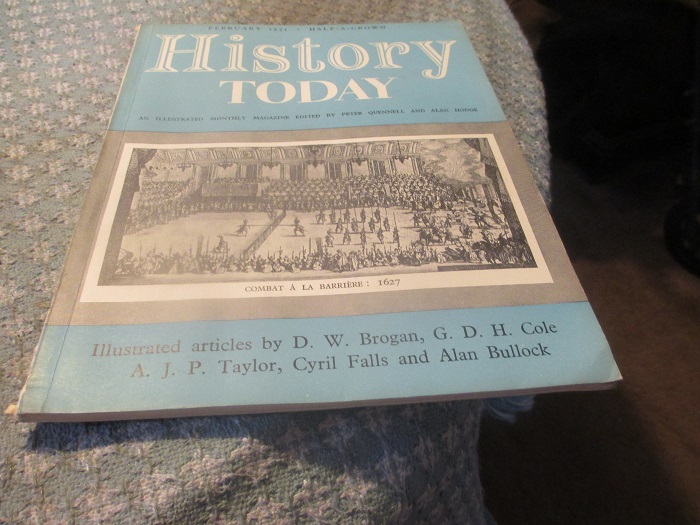 FEBRUARY 1951 · HALF-A-CROWN
History
TODAY
AN ILLUSTRATED MONTHLY MAGAZINE EDITED BY PETER QUENNELL AND ALAN HODGE
COMBAT À LA BARRIÈRE: 1627
Illustrated articles by D. W. Brogan, G. D. H. Cole
A. J. P. Taylor, Cyril Falls and Alan Bullock